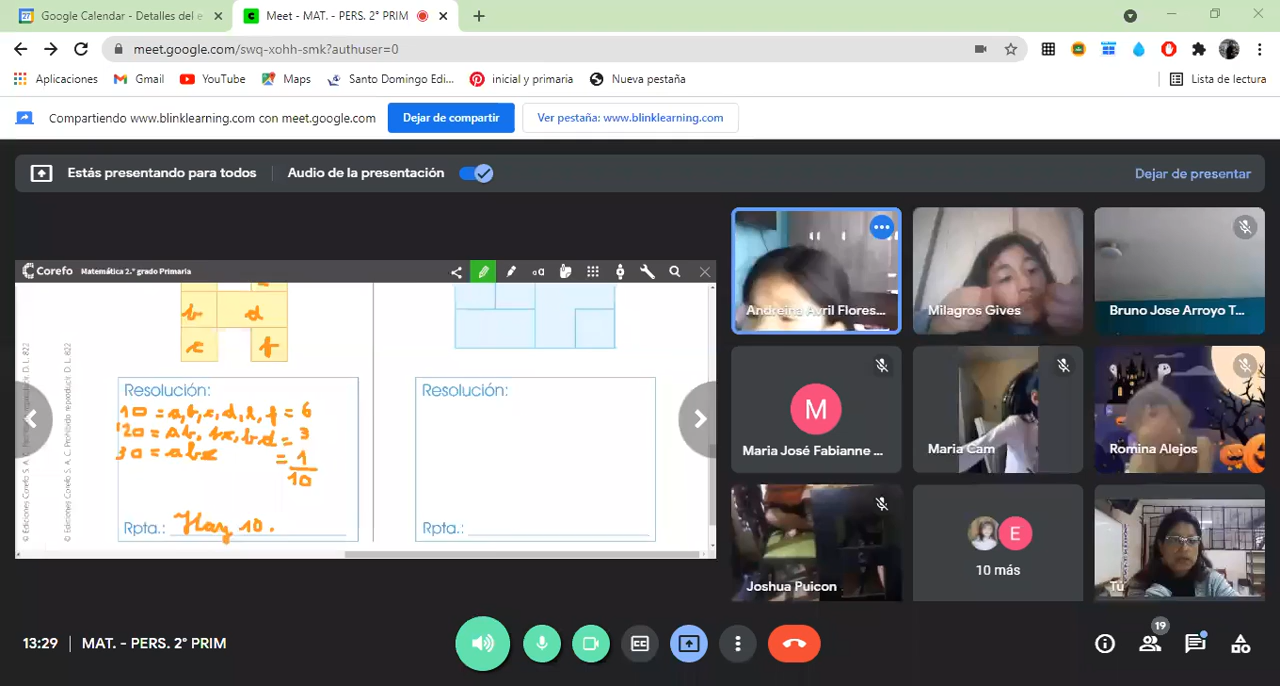 Google Calendar - Detalles del e
Meet - MAT. - PERS. 2° PRIM
meet.google.com/swq-xohh-smk?authuser=0
Aplicaciones
Gmail
YouTube
Maps
Santo Domingo Edi...
inicial y primaria
Nueva pestaña
Lista de lectura
Compartiendo www.blinklearning.com con meet.google.com
Dejar de compartir
Ver pestaña: www.blinklearning.com
Estás presentando para todos
Audio de la presentación
Dejar de presentar
Corefo Matemática 2.° grado Primaria
b d
c f
© Ediciones Corefo S. A. C. Prohibido reproducir. D. L. 822
Resolución:
1□ = a, b, c, d, e, f = 6
2□ = ab, bc, bd = 3
3□ = abc = 1
10
Rpta.: Hay 10.
Resolución:
Rpta.:
Andreina Avril Flores...
Milagros Gives
Bruno Jose Arroyo T...
M
Maria José Fabianne ...
Maria Cam
Romina Alejos
Joshua Puicon
E
10 más
Tú
13:29 | MAT. - PERS. 2° PRIM
19